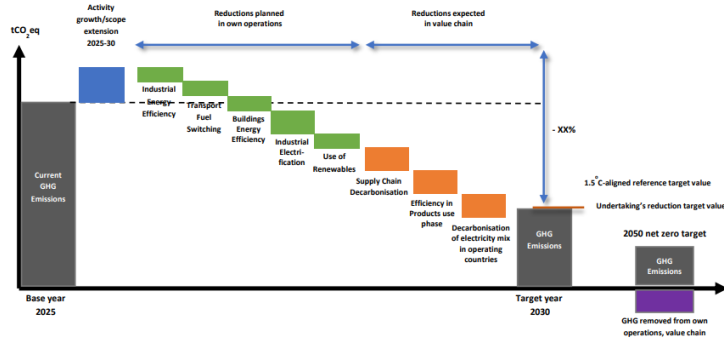 Activity
growth/scope
extension
2025-30
Reductions planned
in own operations
Reductions expected
in value chain
tCO2eq
Industrial
Energy
Efficiency
Transport
Fuel
Switching
Buildings
Energy
Efficiency
Industrial
Electri-
fication
Use of
Renewables
Supply Chain
Decarbonisation
Efficiency in
Products use
phase
Decarbonisation
of electricity mix
in operating
countries
- XX%
1.5°C-aligned reference target value
Undertaking's reduction target value
Current
GHG
Emissions
GHG
Emissions
2050 net zero target
GHG
Emissions
Base year
2025
Target year
2030
GHG removed from own
operations, value chain